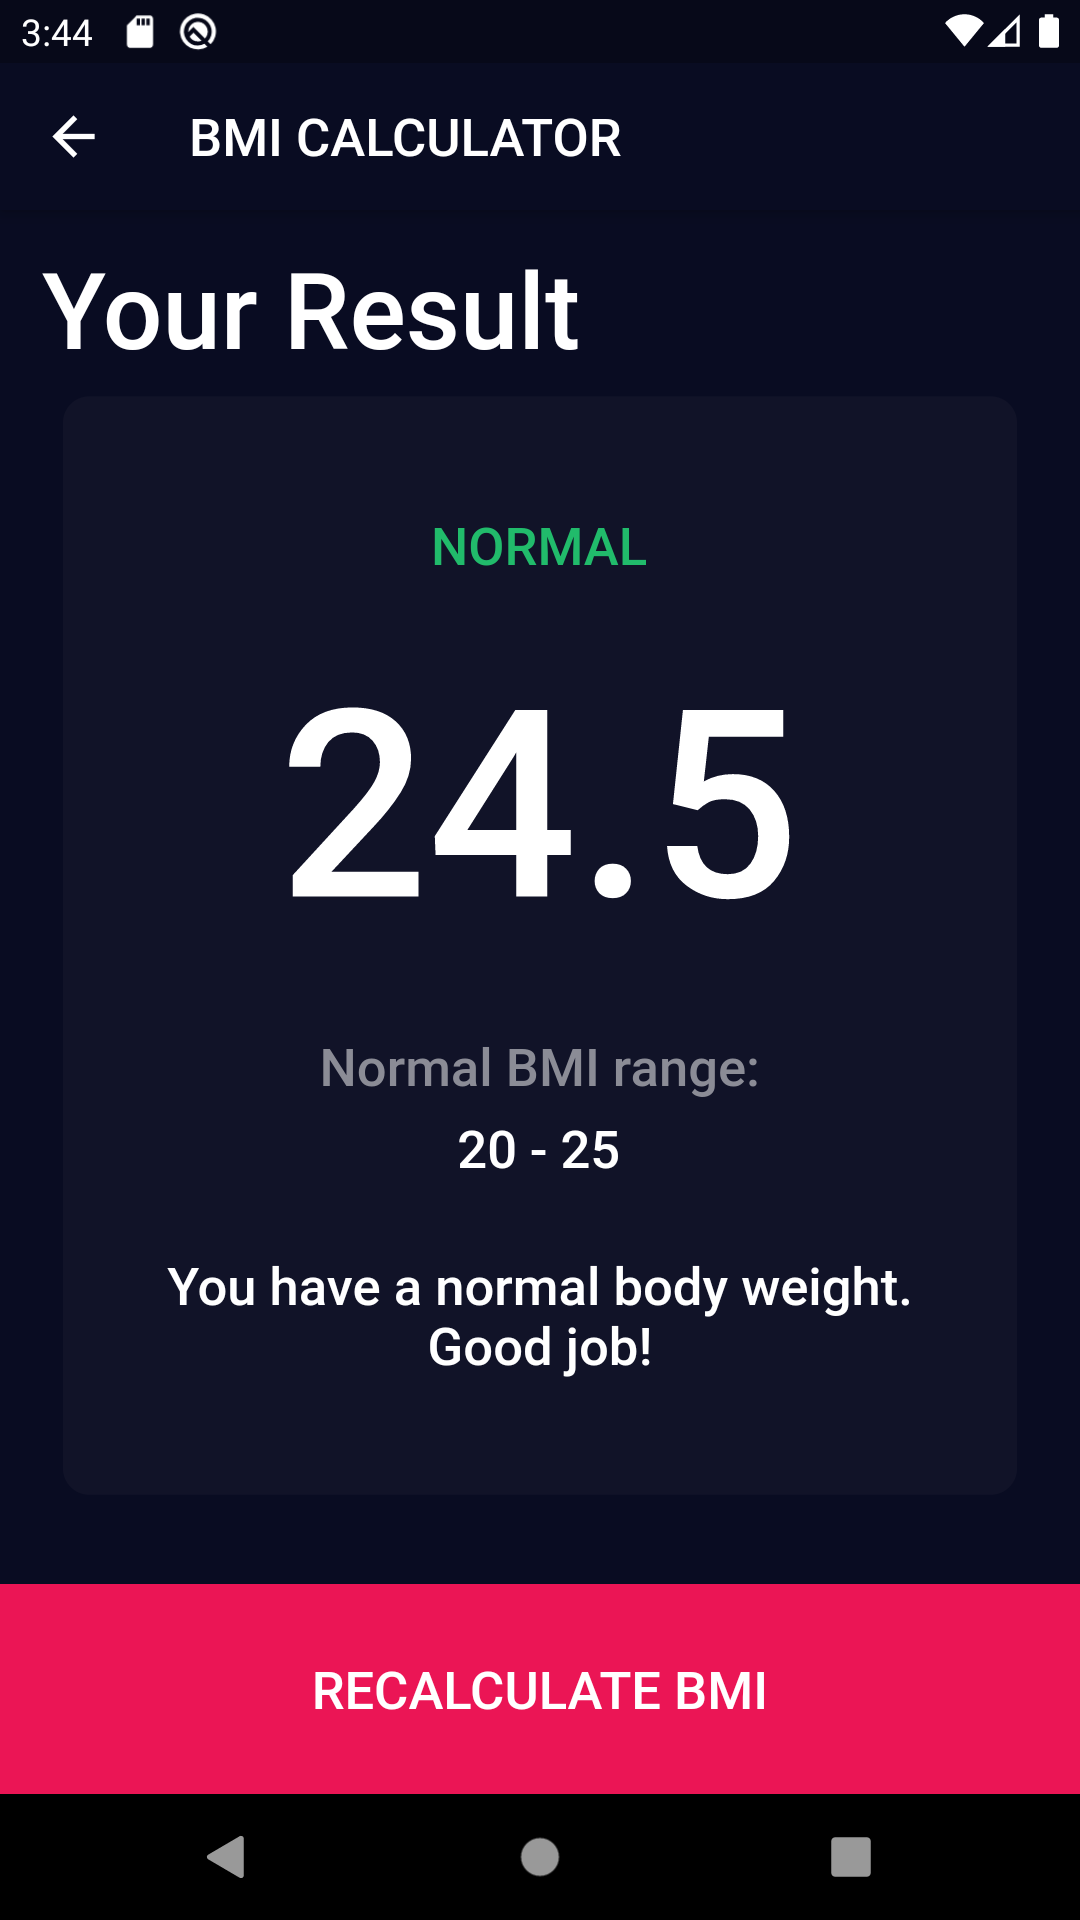 3:44
BMI CALCULATOR
Your Result
NORMAL
24.5
Normal BMI range:
20 - 25
You have a normal body weight.
Good job!
RECALCULATE BMI